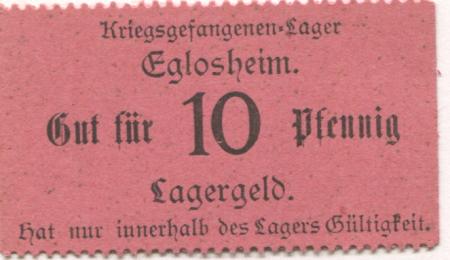 Kriegsgefangenen-Lager
Eglosheim.
Gut für 10 Pfennig
Lagergeld.
Hat nur innerhalb des Lagers Gültigkeit.